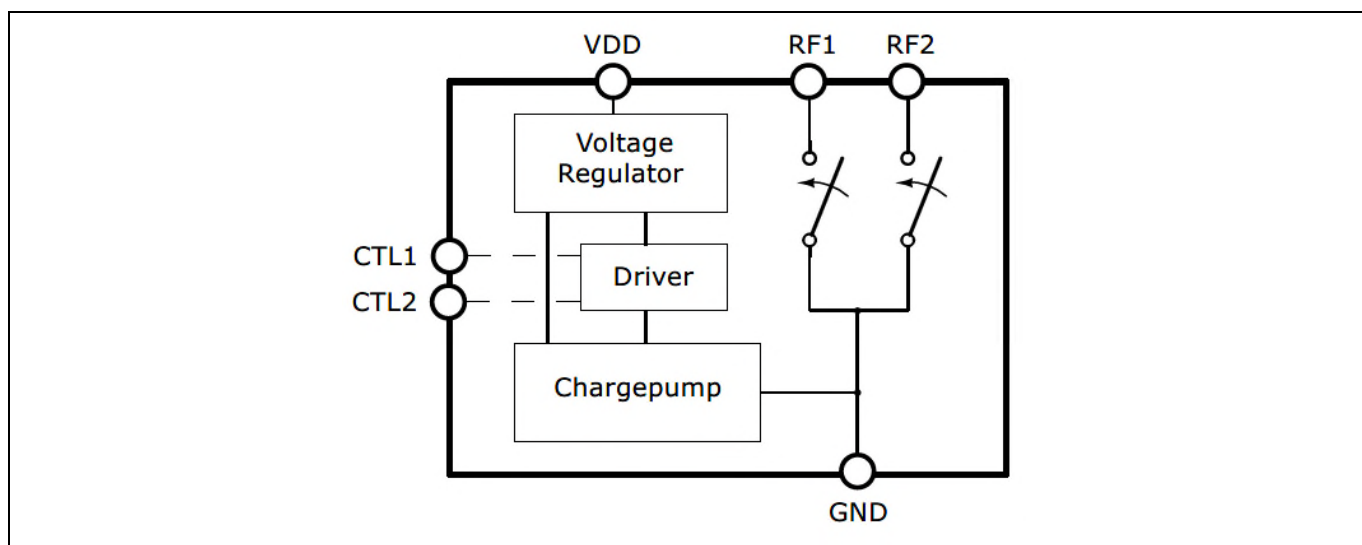 VDD
RF1
RF2
Voltage
Regulator
CTL1
CTL2
Driver
Chargepump
GND